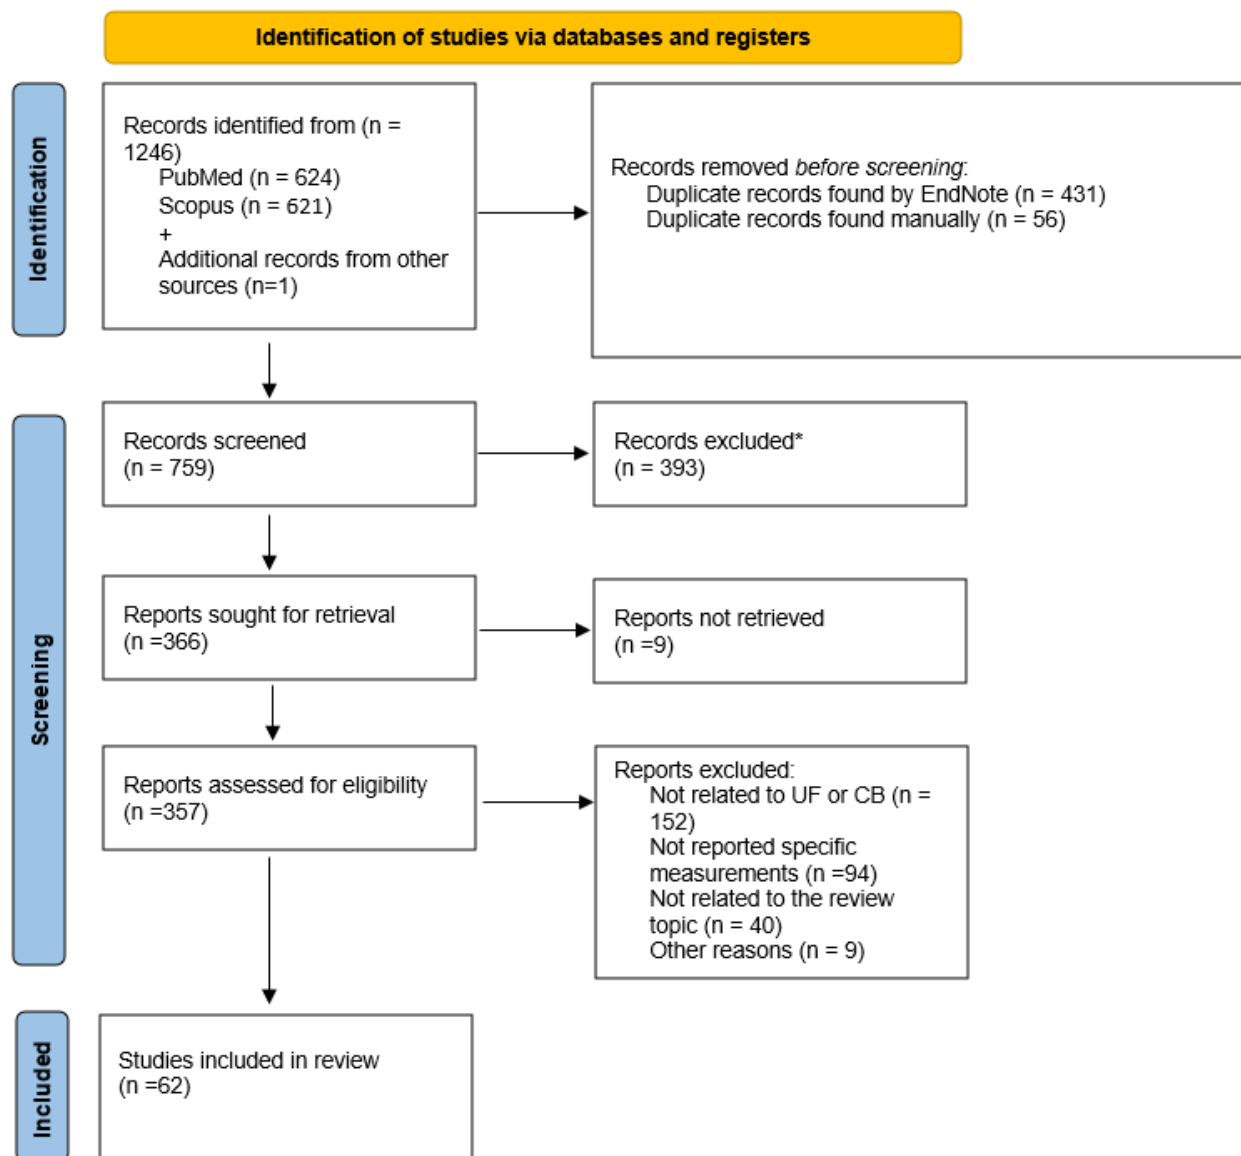 Identification of studies via databases and registers
Identification
Records identified from (n =
1246)
PubMed (n = 624)
Scopus (n = 621)
+
Additional records from other
sources (n=1)
Records removed before screening:
Duplicate records found by EndNote (n = 431)
Duplicate records found manually (n = 56)
Screening
Records screened
(n = 759)
Records excluded*
(n = 393)
Reports sought for retrieval
(n =366)
Reports not retrieved
(n =9)
Reports assessed for eligibility
(n =357)
Reports excluded:
Not related to UF or CB (n =
152)
Not reported specific
measurements (n =94)
Not related to the review
topic (n = 40)
Other reasons (n = 9)
Included
Studies included in review
(n =62)